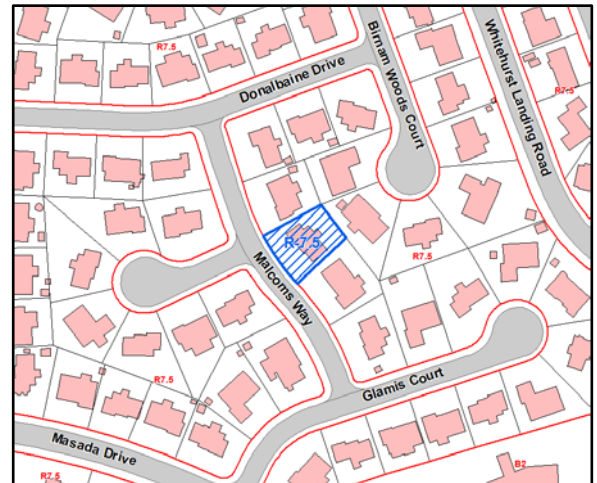 R7.5
Donalbaine Drive
Birnam Woods Court
Whitehurst Landing Road
R7.5
R-7.5
R7.5
Malcoms Way
R7.5
Glamis Court
Masada Drive
R7.5
B2